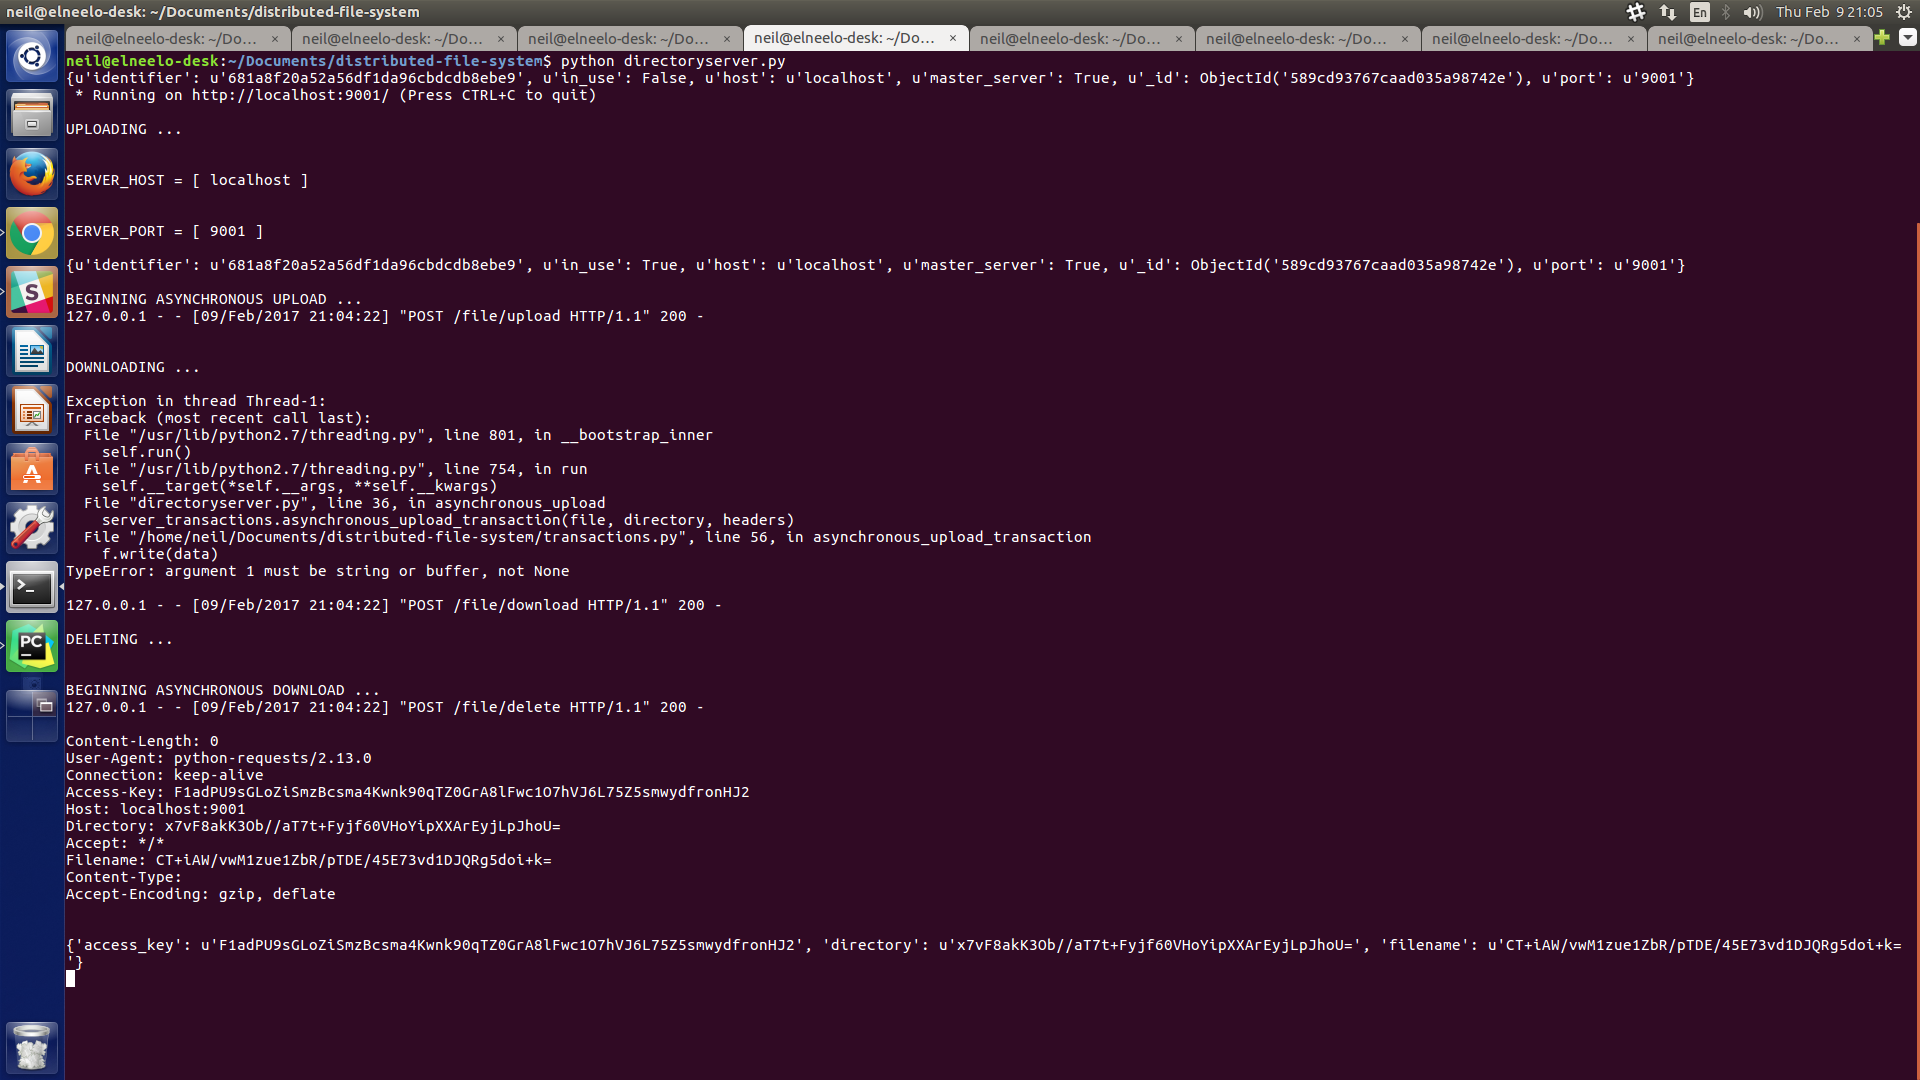 neil@elneelo-desk: ~/Documents/distributed-file-system
En
Thu Feb 9 21:05
neil@elneelo-desk: ~/Do... ×
neil@elneelo-desk: ~/Do... ×
neil@elneelo-desk: ~/Do... ×
neil@elneelo-desk: ~/Do... ×
neil@elneelo-desk: ~/Do... ×
neil@elneelo-desk: ~/Do... ×
neil@elneelo-desk: ~/Do... ×
neil@elneelo-desk: ~/Do... ×
neil@elneelo-desk:~/Documents/distributed-file-system$ python directoryserver.py
{u'identifier': u'681a8f20a52a56df1da96cbdcdb8ebe9', u'in_use': False, u'host': u'localhost', u'master_server': True, u'_id': ObjectId('589cd93767caad035a98742e'), u'port': u'9001'}
 * Running on http://localhost:9001/ (Press CTRL+C to quit)
UPLOADING ...
SERVER_HOST = [ localhost ]
SERVER_PORT = [ 9001 ]
{u'identifier': u'681a8f20a52a56df1da96cbdcdb8ebe9', u'in_use': True, u'host': u'localhost', u'master_server': True, u'_id': ObjectId('589cd93767caad035a98742e'), u'port': u'9001'}
BEGINNING ASYNCHRONOUS UPLOAD ...
127.0.0.1 - - [09/Feb/2017 21:04:22] "POST /file/upload HTTP/1.1" 200 -
DOWNLOADING ...
Exception in thread Thread-1:
Traceback (most recent call last):
  File "/usr/lib/python2.7/threading.py", line 801, in __bootstrap_inner
    self.run()
  File "/usr/lib/python2.7/threading.py", line 754, in run
    self.__target(*self.__args, **self.__kwargs)
  File "directoryserver.py", line 36, in asynchronous_upload
    server_transactions.asynchronous_upload_transaction(file, directory, headers)
  File "/home/neil/Documents/distributed-file-system/transactions.py", line 56, in asynchronous_upload_transaction
    f.write(data)
TypeError: argument 1 must be string or buffer, not None
127.0.0.1 - - [09/Feb/2017 21:04:22] "POST /file/download HTTP/1.1" 200 -
DELETING ...
BEGINNING ASYNCHRONOUS DOWNLOAD ...
127.0.0.1 - - [09/Feb/2017 21:04:22] "POST /file/delete HTTP/1.1" 200 -
Content-Length: 0
User-Agent: python-requests/2.13.0
Connection: keep-alive
Access-Key: F1adPU9sGLoZiSmzBcsma4Kwnk90qTZ0GrA8lFwc1O7hVJ6L75Z5smwydfronHJ2
Host: localhost:9001
Directory: x7vF8akK3Ob//aT7t+Fyjf60VHoYipXXArEyjLpJhoU=
Accept: */*
Filename: CT+iAW/vwM1zue1ZbR/pTDE/45E73vd1DJQRg5doi+k=
Content-Type:
Accept-Encoding: gzip, deflate
{'access_key': u'F1adPU9sGLoZiSmzBcsma4Kwnk90qTZ0GrA8lFwc1O7hVJ6L75Z5smwydfronHJ2', 'directory': u'x7vF8akK3Ob//aT7t+Fyjf60VHoYipXXArEyjLpJhoU=', 'filename': u'CT+iAW/vwM1zue1ZbR/pTDE/45E73vd1DJQRg5doi+k=
'}
S
A
>_
PC